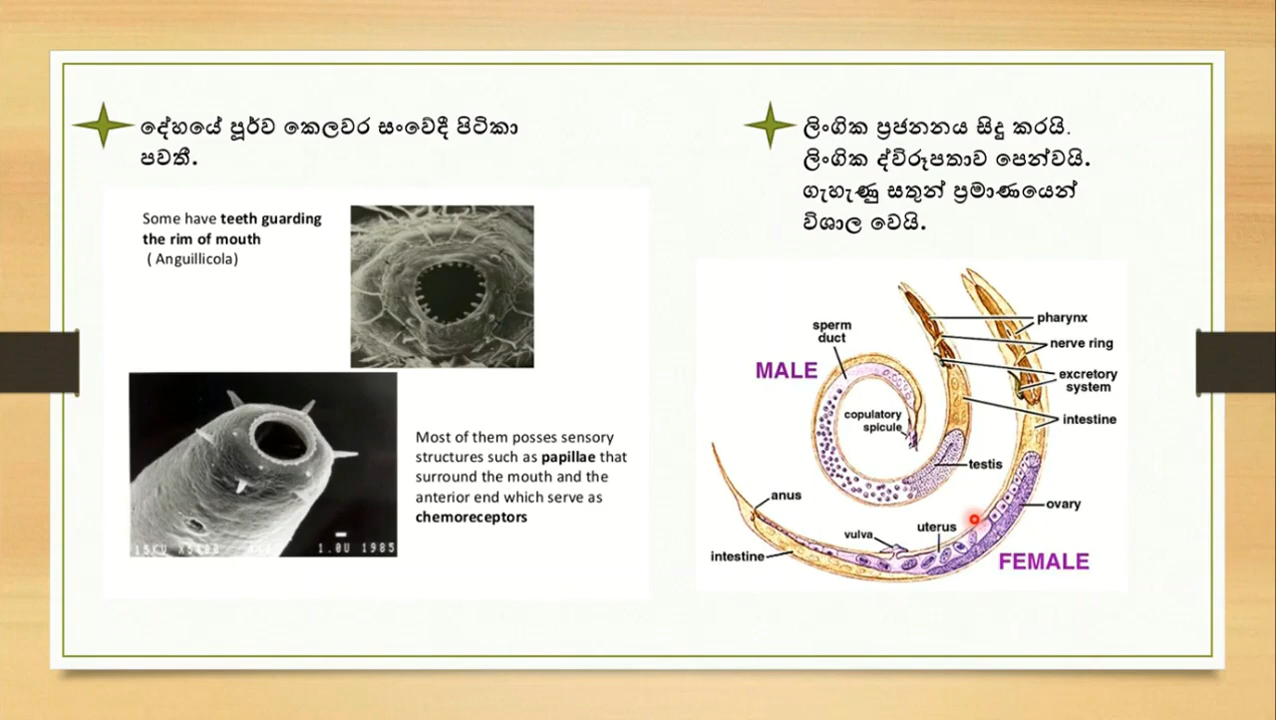 දේහයේ පූර්ව කෙලවර සංවේදී පිටිකා
පවතී.
Some have teeth guarding
the rim of mouth
( Anguillicola)
Most of them posses sensory
structures such as papillae that
surround the mouth and the
anterior end which serve as
chemoreceptors
1.0U 1985
ලිංගික ප්‍රජනනය සිදු කරයි.
ලිංගික ද්විරූපතාව පෙන්වයි.
ගැහැණු සතුන් ප්‍රමාණයෙන්
විශාල වෙයි.
sperm
duct
MALE
copulatory
spicule
pharynx
nerve ring
excretory
system
intestine
testis
ovary
anus
vulva
uterus
intestine
FEMALE